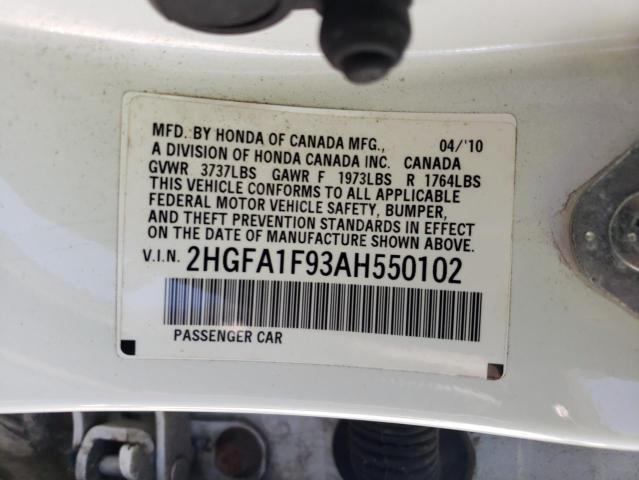 MFD. BY HONDA OF CANADA MFG., 04/'10
A DIVISION OF HONDA CANADA INC. CANADA
GVWR 3737LBS GAWR F 1973LBS R 1764LBS
THIS VEHICLE CONFORMS TO ALL APPLICABLE
FEDERAL MOTOR VEHICLE SAFETY, BUMPER,
AND THEFT PREVENTION STANDARDS IN EFFECT
ON THE DATE OF MANUFACTURE SHOWN ABOVE.
V.I.N. 2HGFA1F93AH550102
PASSENGER CAR